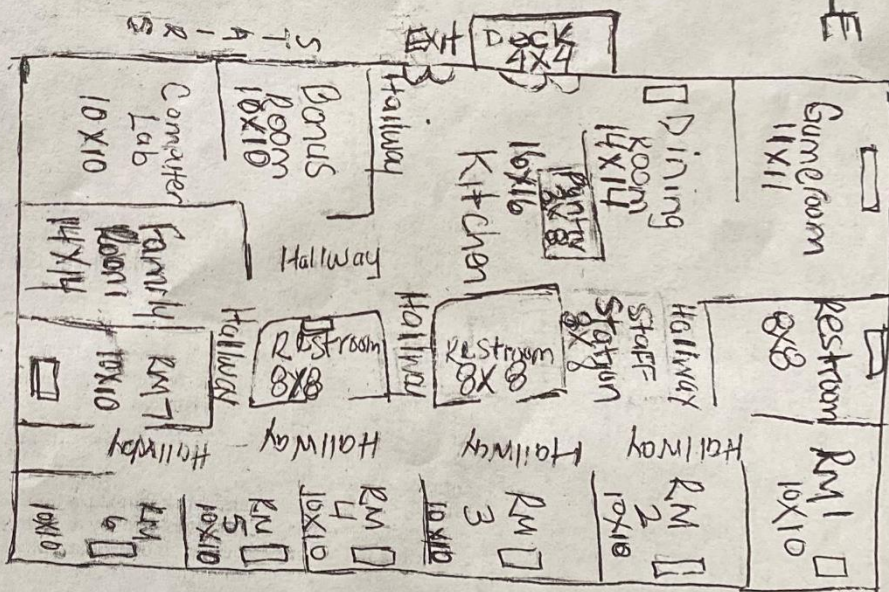 STAIRS
EXIT
Deck
4X4
E
Computer
Lab
10X10
Bonus
Room
10X10
Hallway
Kitchen
16X16
Pantry
8X8
Dining
Room
14X14
Gameroom
11X11
Family
Room
14X14
Hallway
Hallway
Restroom
8X8
Hallway
Restroom
8X8
Staff
Station
8X8
Hallway
Restroom
8X8
RM 7
10X10
Hallway
Hallway
Hallway
Hallway
RM
6
10X10
RM
5
10X10
RM
4
10X10
RM
3
10X10
RM
2
10X10
RM1
10X10